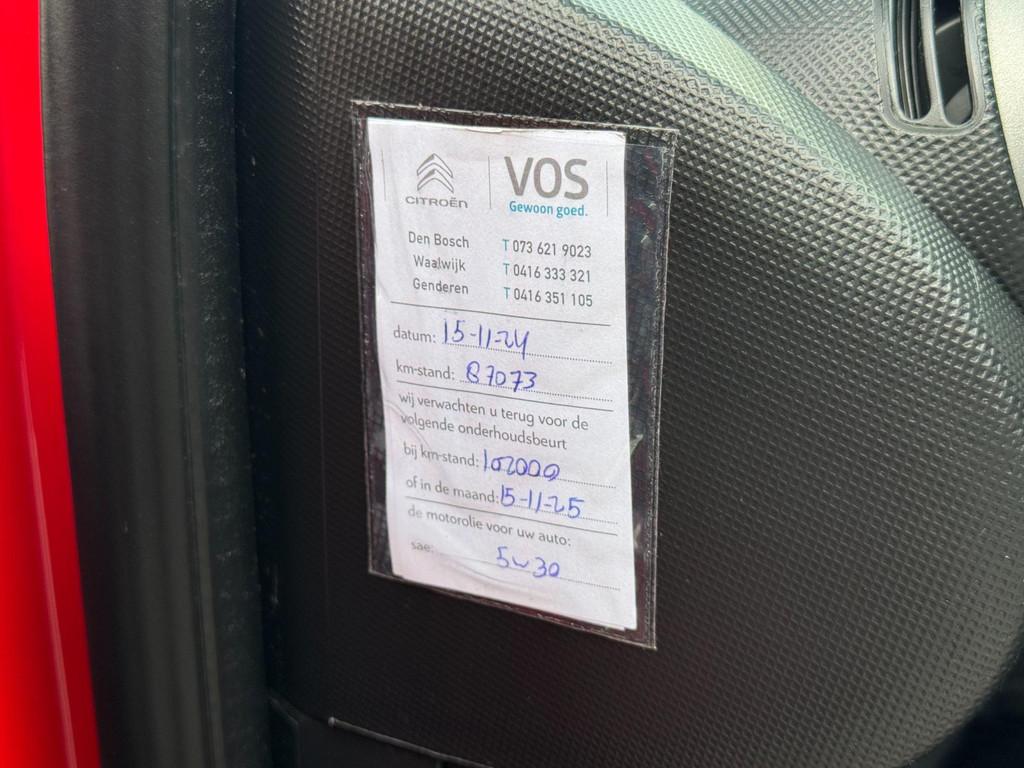 CITROËN
VOS
Gewoon goed.
Den Bosch T 073 621 9023
Waalwijk T 0416 333 321
Genderen T 0416 351 105
datum: 15-11-24
km-stand: 87073
wij verwachten u terug voor de
volgende onderhoudsbeurt
bij km-stand: 102000
of in de maand: 15-11-25
de motorolie voor uw auto:
sae: 5w30